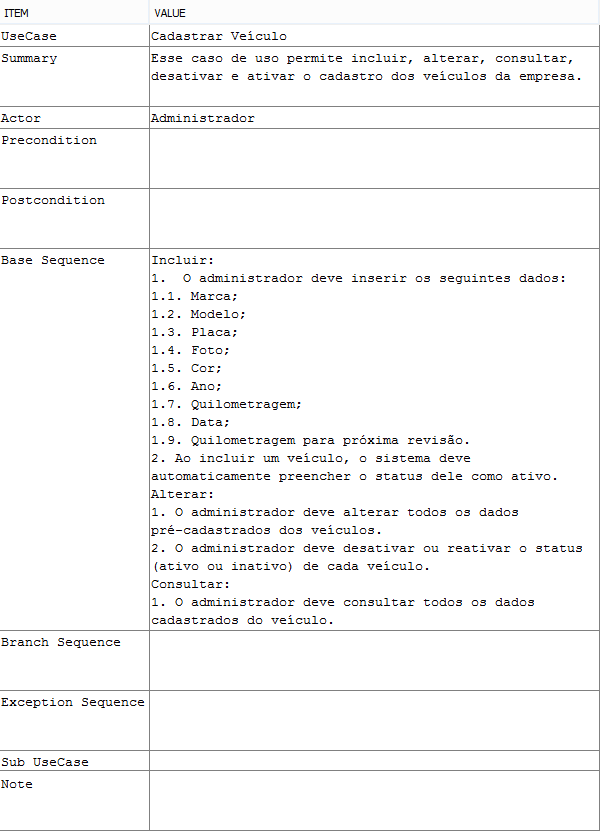 ITEM VALUE
UseCase Cadastrar Veículo
Summary Esse caso de uso permite incluir, alterar, consultar,
desativar e ativar o cadastro dos veículos da empresa.
Actor Administrador
Precondition
Postcondition
Base Sequence Incluir:
1.  O administrador deve inserir os seguintes dados:
1.1. Marca;
1.2. Modelo;
1.3. Placa;
1.4. Foto;
1.5. Cor;
1.6. Ano;
1.7. Quilometragem;
1.8. Data;
1.9. Quilometragem para próxima revisão.
2. Ao incluir um veículo, o sistema deve
automaticamente preencher o status dele como ativo.
Alterar:
1. O administrador deve alterar todos os dados
pré-cadastrados dos veículos.
2. O administrador deve desativar ou reativar o status
(ativo ou inativo) de cada veículo.
Consultar:
1. O administrador deve consultar todos os dados
cadastrados do veículo.
Branch Sequence
Exception Sequence
Sub UseCase
Note